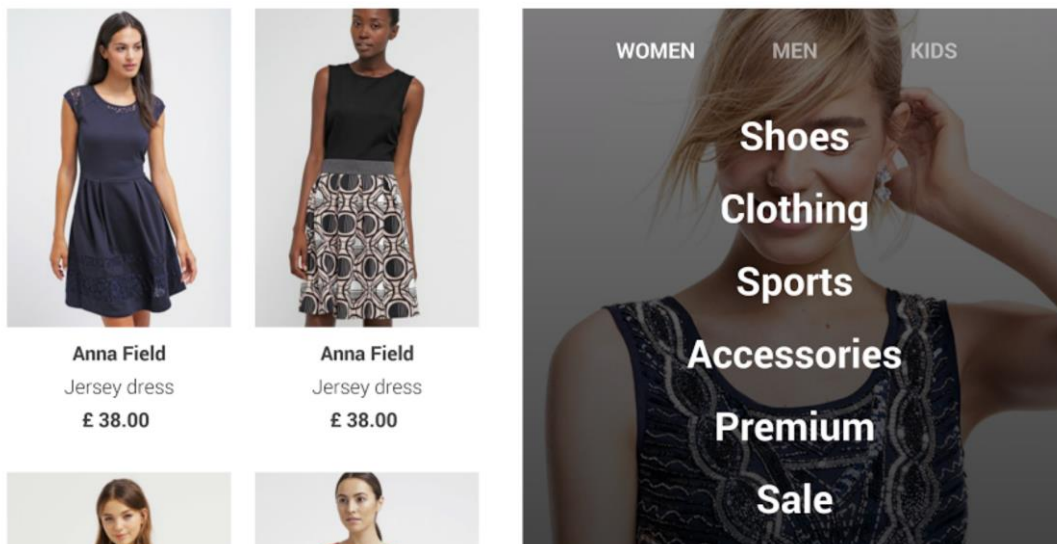 Anna Field
Jersey dress
£ 38.00
Anna Field
Jersey dress
£ 38.00
WOMEN MEN KIDS
Shoes
Clothing
Sports
Accessories
Premium
Sale